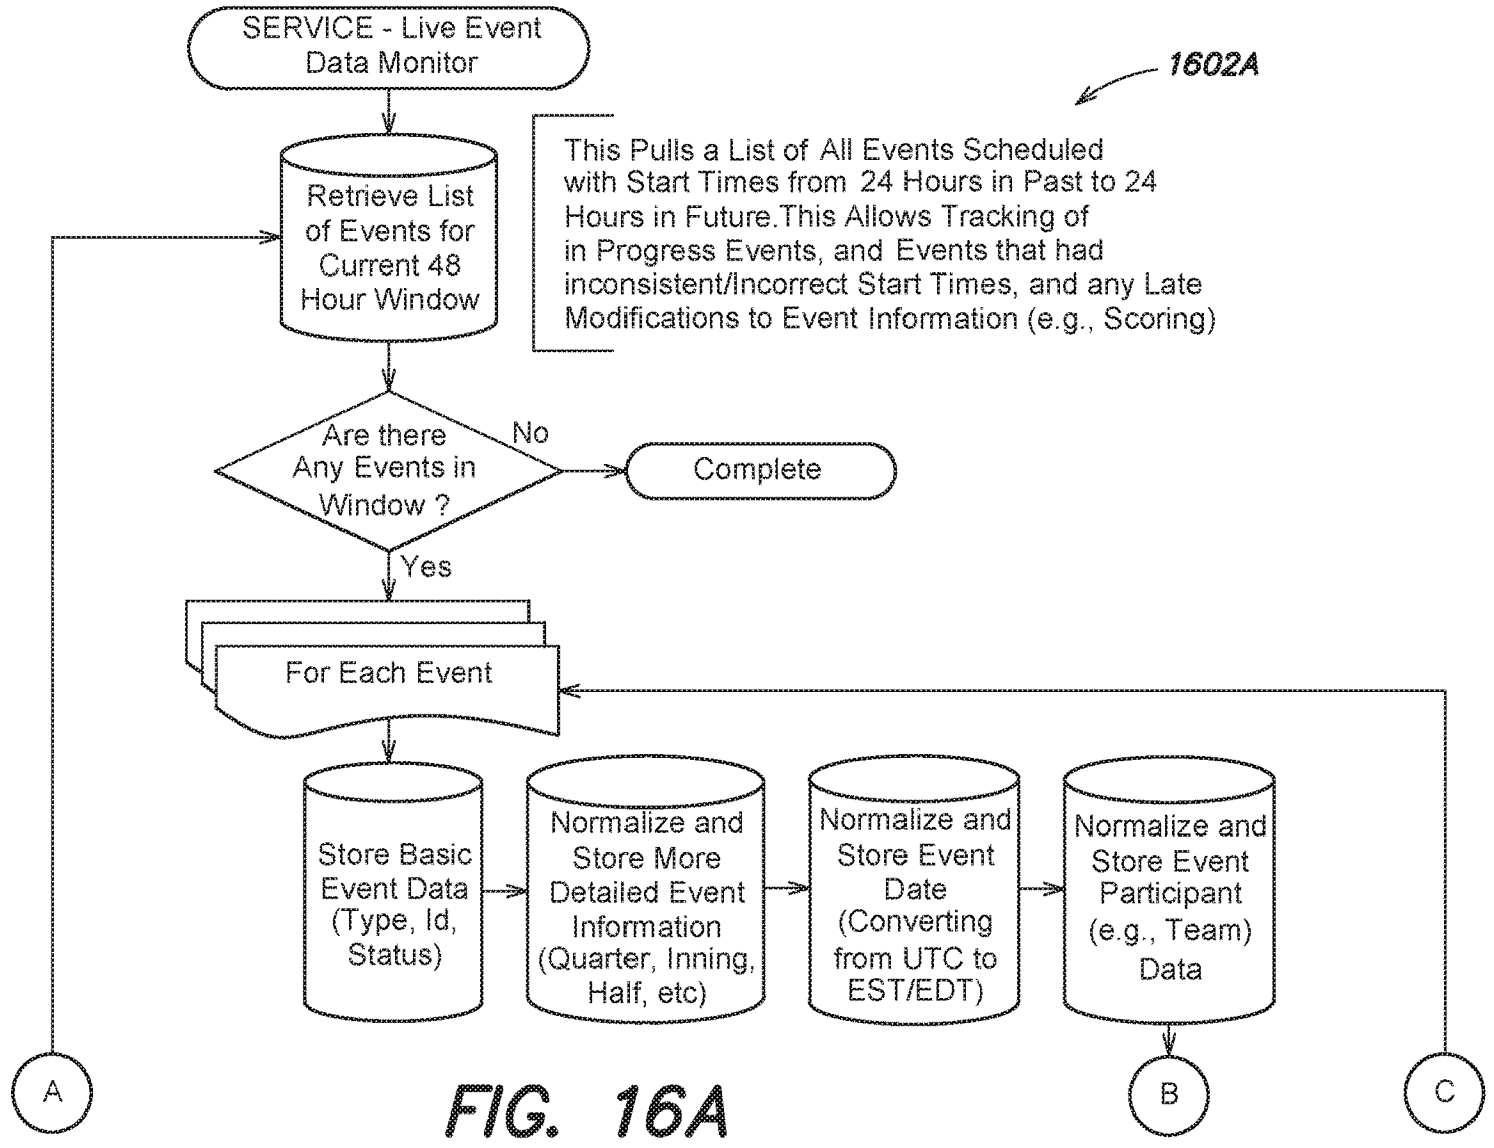 SERVICE - Live Event
Data Monitor
1602A
This Pulls a List of All Events Scheduled
with Start Times from 24 Hours in Past to 24
Hours in Future.This Allows Tracking of
in Progress Events, and Events that had
inconsistent/Incorrect Start Times, and any Late
Modifications to Event Information (e.g., Scoring)
Retrieve List
of Events for
Current 48
Hour Window
Are there
Any Events in
Window ?
No
Complete
Yes
For Each Event
Store Basic
Event Data
(Type, Id,
Status)
Normalize and
Store More
Detailed Event
Information
(Quarter, Inning,
Half, etc)
Normalize and
Store Event
Date
(Converting
from UTC to
EST/EDT)
Normalize and
Store Event
Participant
(e.g., Team)
Data
A
B
C
FIG. 16A